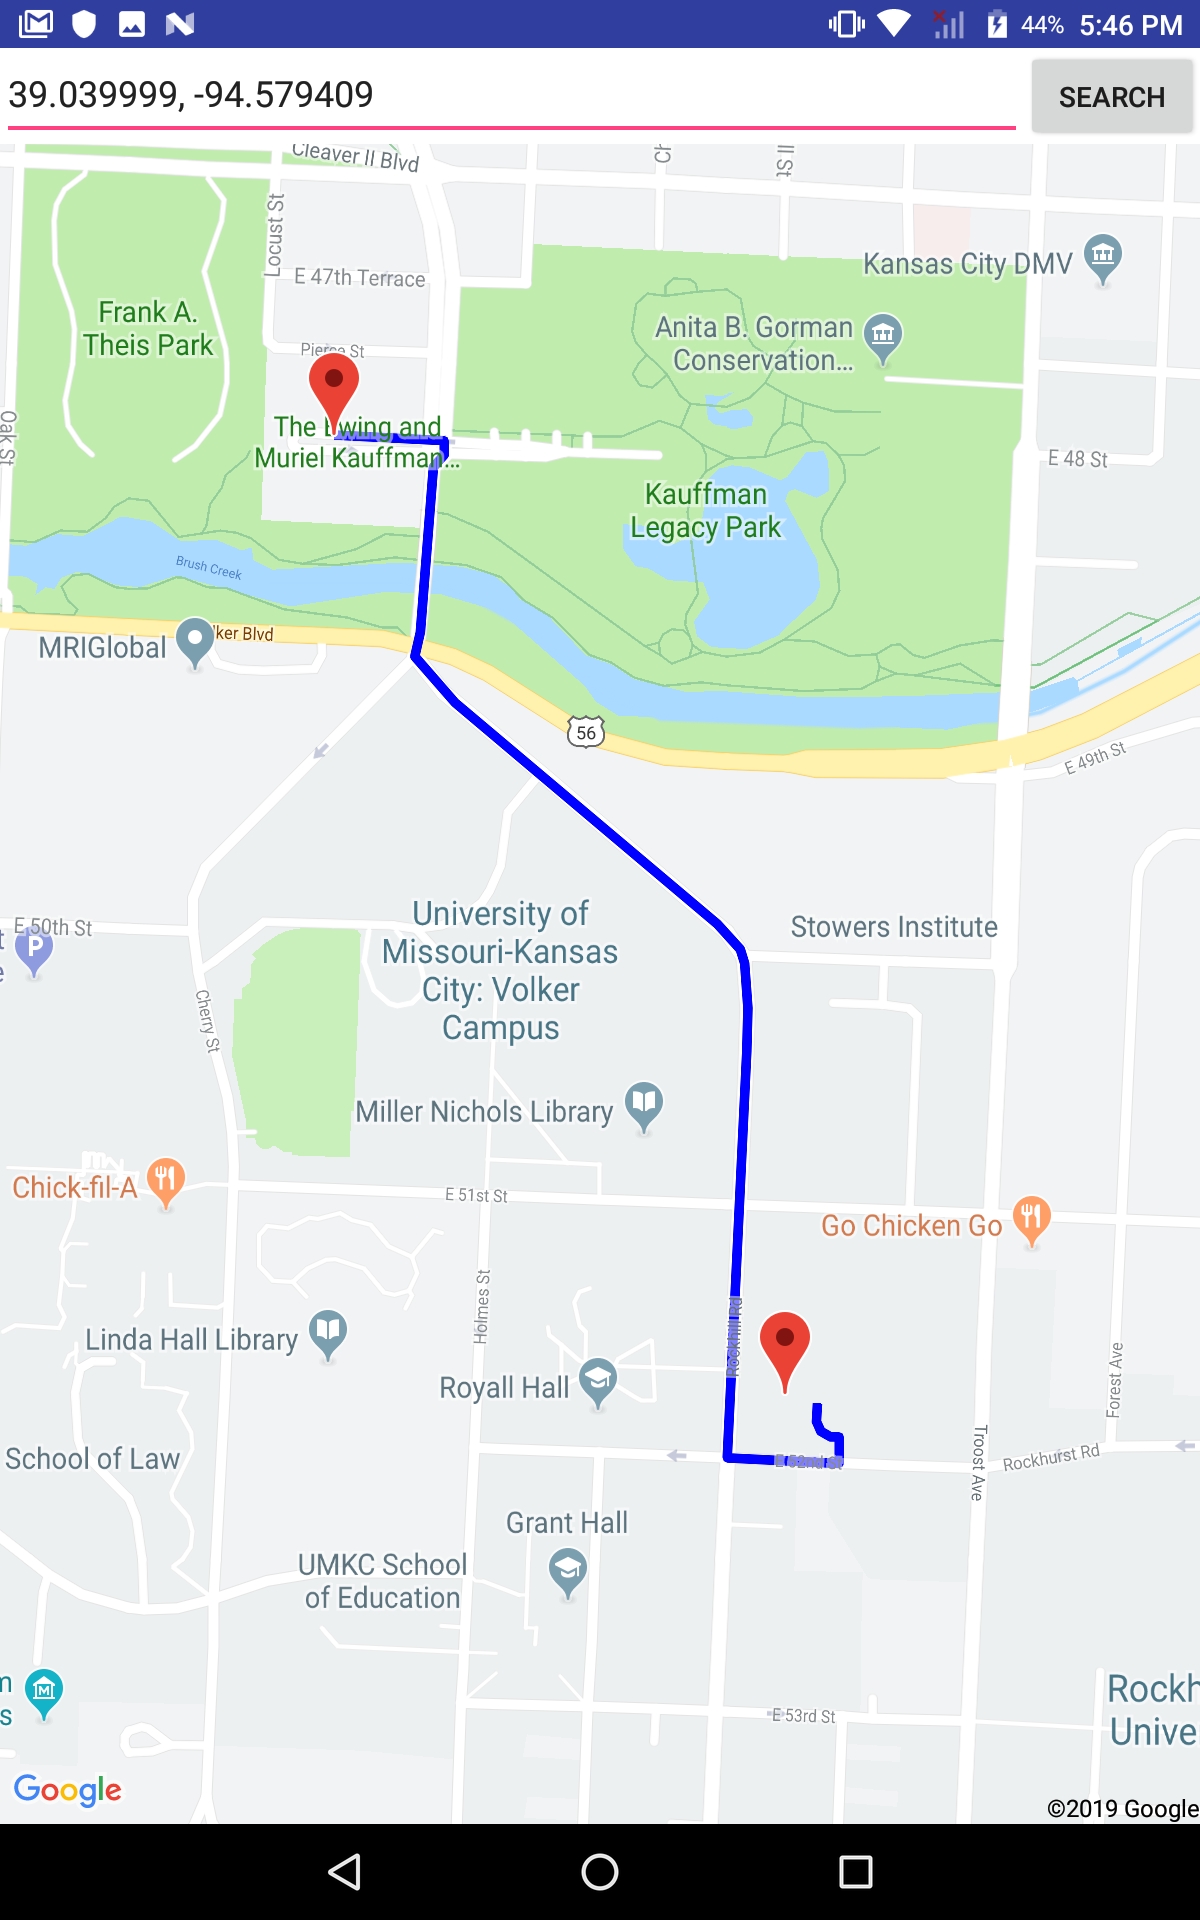 44% 5:46 PM
39.039999, -94.579409
SEARCH
Cleaver II Blvd
ll St
Locust St
E 47th Terrace
Kansas City DMV
Frank A.
Theis Park
Anita B. Gorman
Conservation...
Pierce St
Oak St
The Ewing and
Muriel Kauffman...
E 48 St
Kauffman
Legacy Park
Brush Creek
lker Blvd
MRIGlobal
56
E 49th St
E 50th St
P
University of
Missouri-Kansas
City: Volker
Campus
Stowers Institute
Cherry St
Miller Nichols Library
Chick-fil-A
E 51st St
Go Chicken Go
Holmes St
Rockhill Rd
Linda Hall Library
Royall Hall
Forest Ave
School of Law
E 52nd St
Troost Ave
Rockhurst Rd
Grant Hall
UMKC School
of Education
M
Rockh
Unive
E 53rd St
Google
©2019 Google